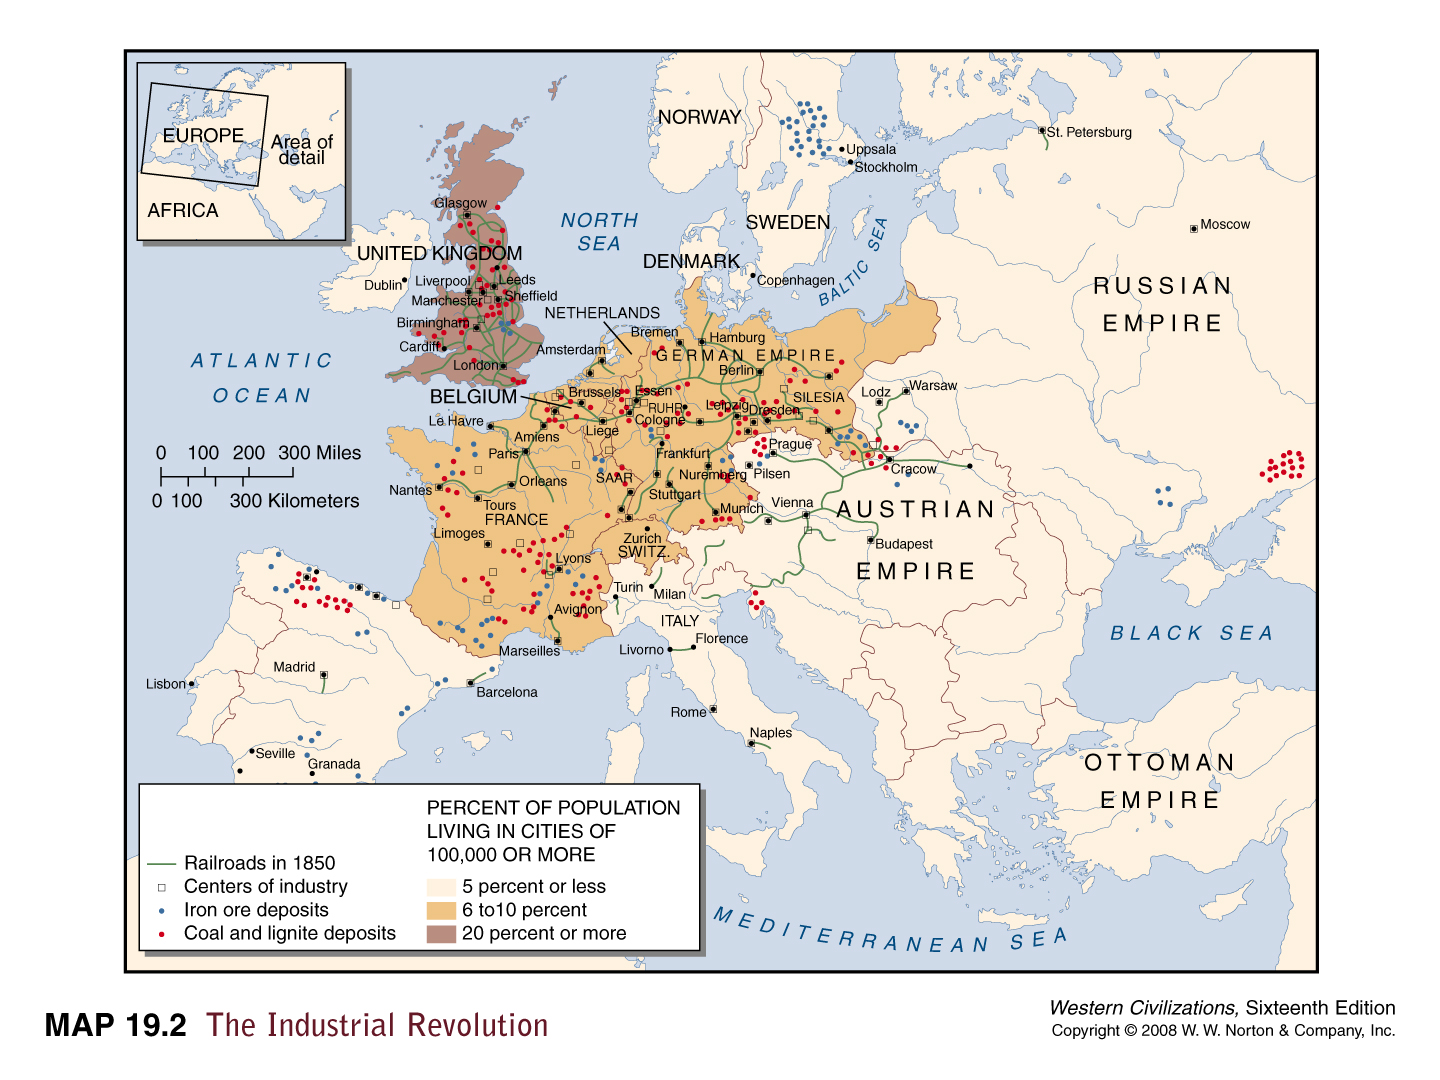 EUROPE
Area of
detail
AFRICA
NORWAY
St. Petersburg
Uppsala
Stockholm
Glasgow
NORTH
SEA
SWEDEN
BALTIC SEA
Moscow
UNITED KINGDOM
DENMARK
Dublin
Liverpool
Leeds
Copenhagen
Manchester
Sheffield
RUSSIAN
EMPIRE
NETHERLANDS
Birmingham
Bremen
Hamburg
Cardiff
Amsterdam
GERMAN EMPIRE
ATLANTIC
OCEAN
London
Berlin
BELGIUM
Brussels
Essen
SILESIA
Lodz
Warsaw
RUHR
Leipzig
Dresden
Le Havre
Liege
Cologne
Amiens
Prague
0 100 200 300 Miles
Paris
Frankfurt
Cracow
Nuremberg
Pilsen
0 100 300 Kilometers
Nantes
Orleans
SAAR
Stuttgart
Tours
FRANCE
Munich
Vienna
AUSTRIAN
EMPIRE
Limoges
Zurich
SWITZ.
Budapest
Lyons
Turin
Milan
Avignon
ITALY
BLACK SEA
Marseilles
Livorno
Florence
Madrid
Lisbon
Barcelona
Rome
Naples
Seville
Granada
OTTOMAN
EMPIRE
MEDITERRANEAN SEA
Railroads in 1850
Centers of industry
Iron ore deposits
Coal and lignite deposits
PERCENT OF POPULATION
LIVING IN CITIES OF
100,000 OR MORE
5 percent or less
6 to10 percent
20 percent or more
MAP 19.2 The Industrial Revolution
Western Civilizations, Sixteenth Edition
Copyright © 2008 W. W. Norton & Company, Inc.